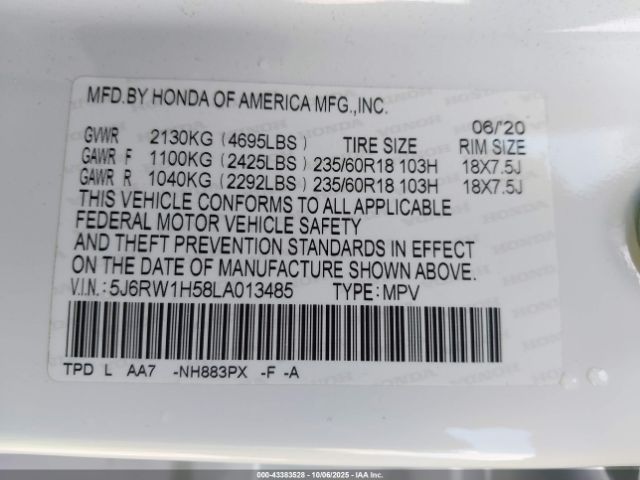 MFD.BY HONDA OF AMERICA MFG.,INC.
06/'20
GVWR 2130KG (4695LBS) TIRE SIZE RIM SIZE
GAWR F 1100KG (2425LBS) 235/60R18 103H 18X7.5J
GAWR R 1040KG (2292LBS) 235/60R18 103H 18X7.5J
THIS VEHICLE CONFORMS TO ALL APPLICABLE
FEDERAL MOTOR VEHICLE SAFETY
AND THEFT PREVENTION STANDARDS IN EFFECT
ON THE DATE OF MANUFACTURE SHOWN ABOVE.
V.I.N.: 5J6RW1H58LA013485 TYPE: MPV
TPD L AA7 -NH883PX -F -A
000-43383528 - 10/06/2025 - IAA Inc.